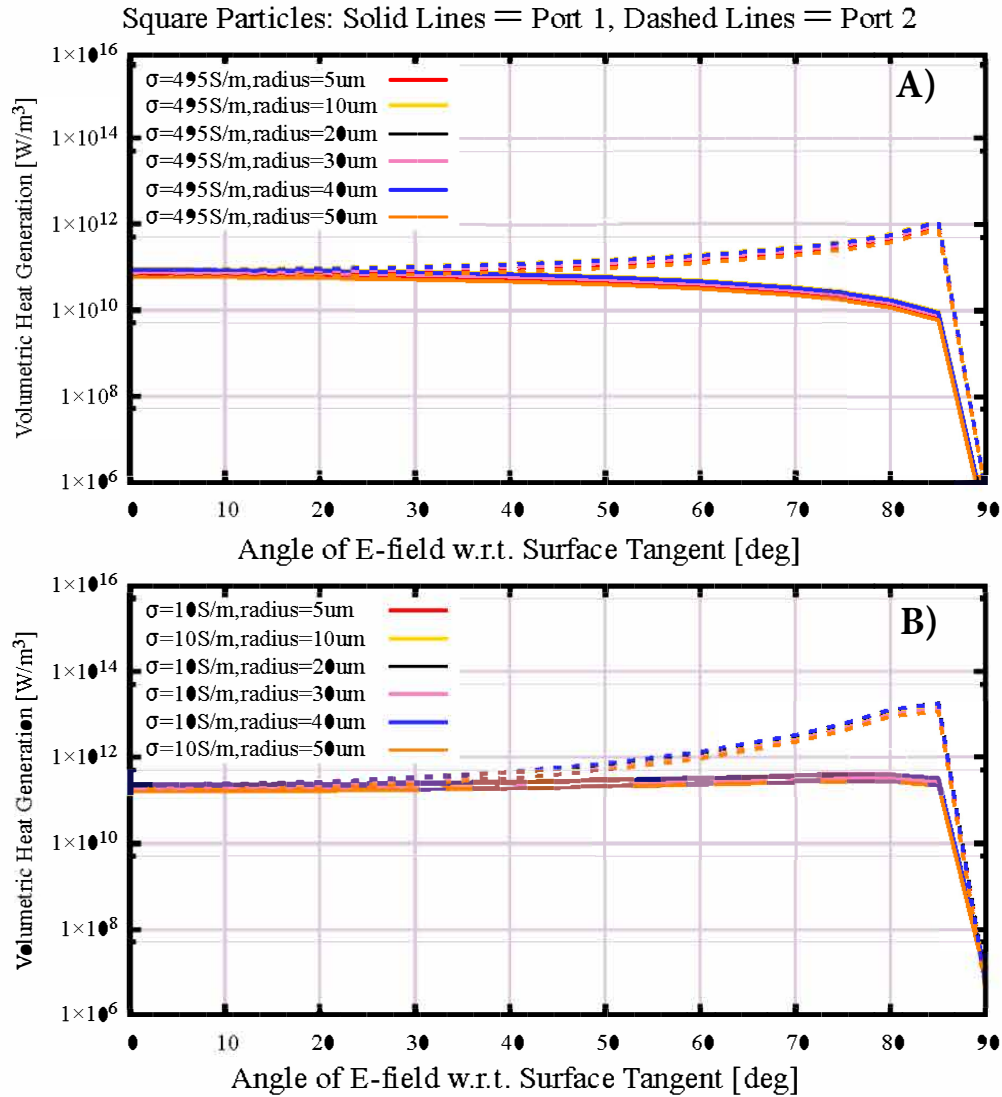 Square Particles: Solid Lines = Port 1, Dashed Lines = Port 2
A)
Volumetric Heat Generation [W/m³]
1×10¹⁶
1×10¹⁴
1×10¹²
1×10¹⁰
1×10⁸
1×10⁶
σ=495S/m,radius=5um
σ=495S/m,radius=10um
σ=495S/m,radius=20um
σ=495S/m,radius=30um
σ=495S/m,radius=40um
σ=495S/m,radius=50um
0 10 20 30 40 50 60 70 80 90
Angle of E-field w.r.t. Surface Tangent [deg]
B)
Volumetric Heat Generation [W/m³]
1×10¹⁶
1×10¹⁴
1×10¹²
1×10¹⁰
1×10⁸
1×10⁶
σ=10S/m,radius=5um
σ=10S/m,radius=10um
σ=10S/m,radius=20um
σ=10S/m,radius=30um
σ=10S/m,radius=40um
σ=10S/m,radius=50um
0 10 20 30 40 50 60 70 80 90
Angle of E-field w.r.t. Surface Tangent [deg]